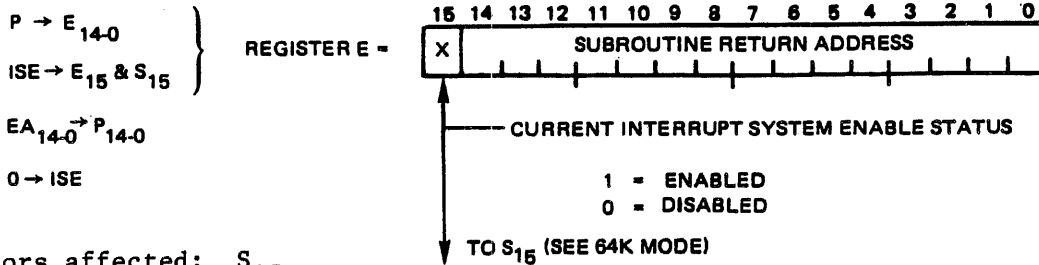 15 14 13 12 11 10 9 8 7 6 5 4 3 2 1 0
P → E14-0
REGISTER E = X SUBROUTINE RETURN ADDRESS
ISE → E15 & S15
EA14-0 → P14-0
CURRENT INTERRUPT SYSTEM ENABLE STATUS
0 → ISE
1 = ENABLED
0 = DISABLED
TO S15 (SEE 64K MODE)
affected: S